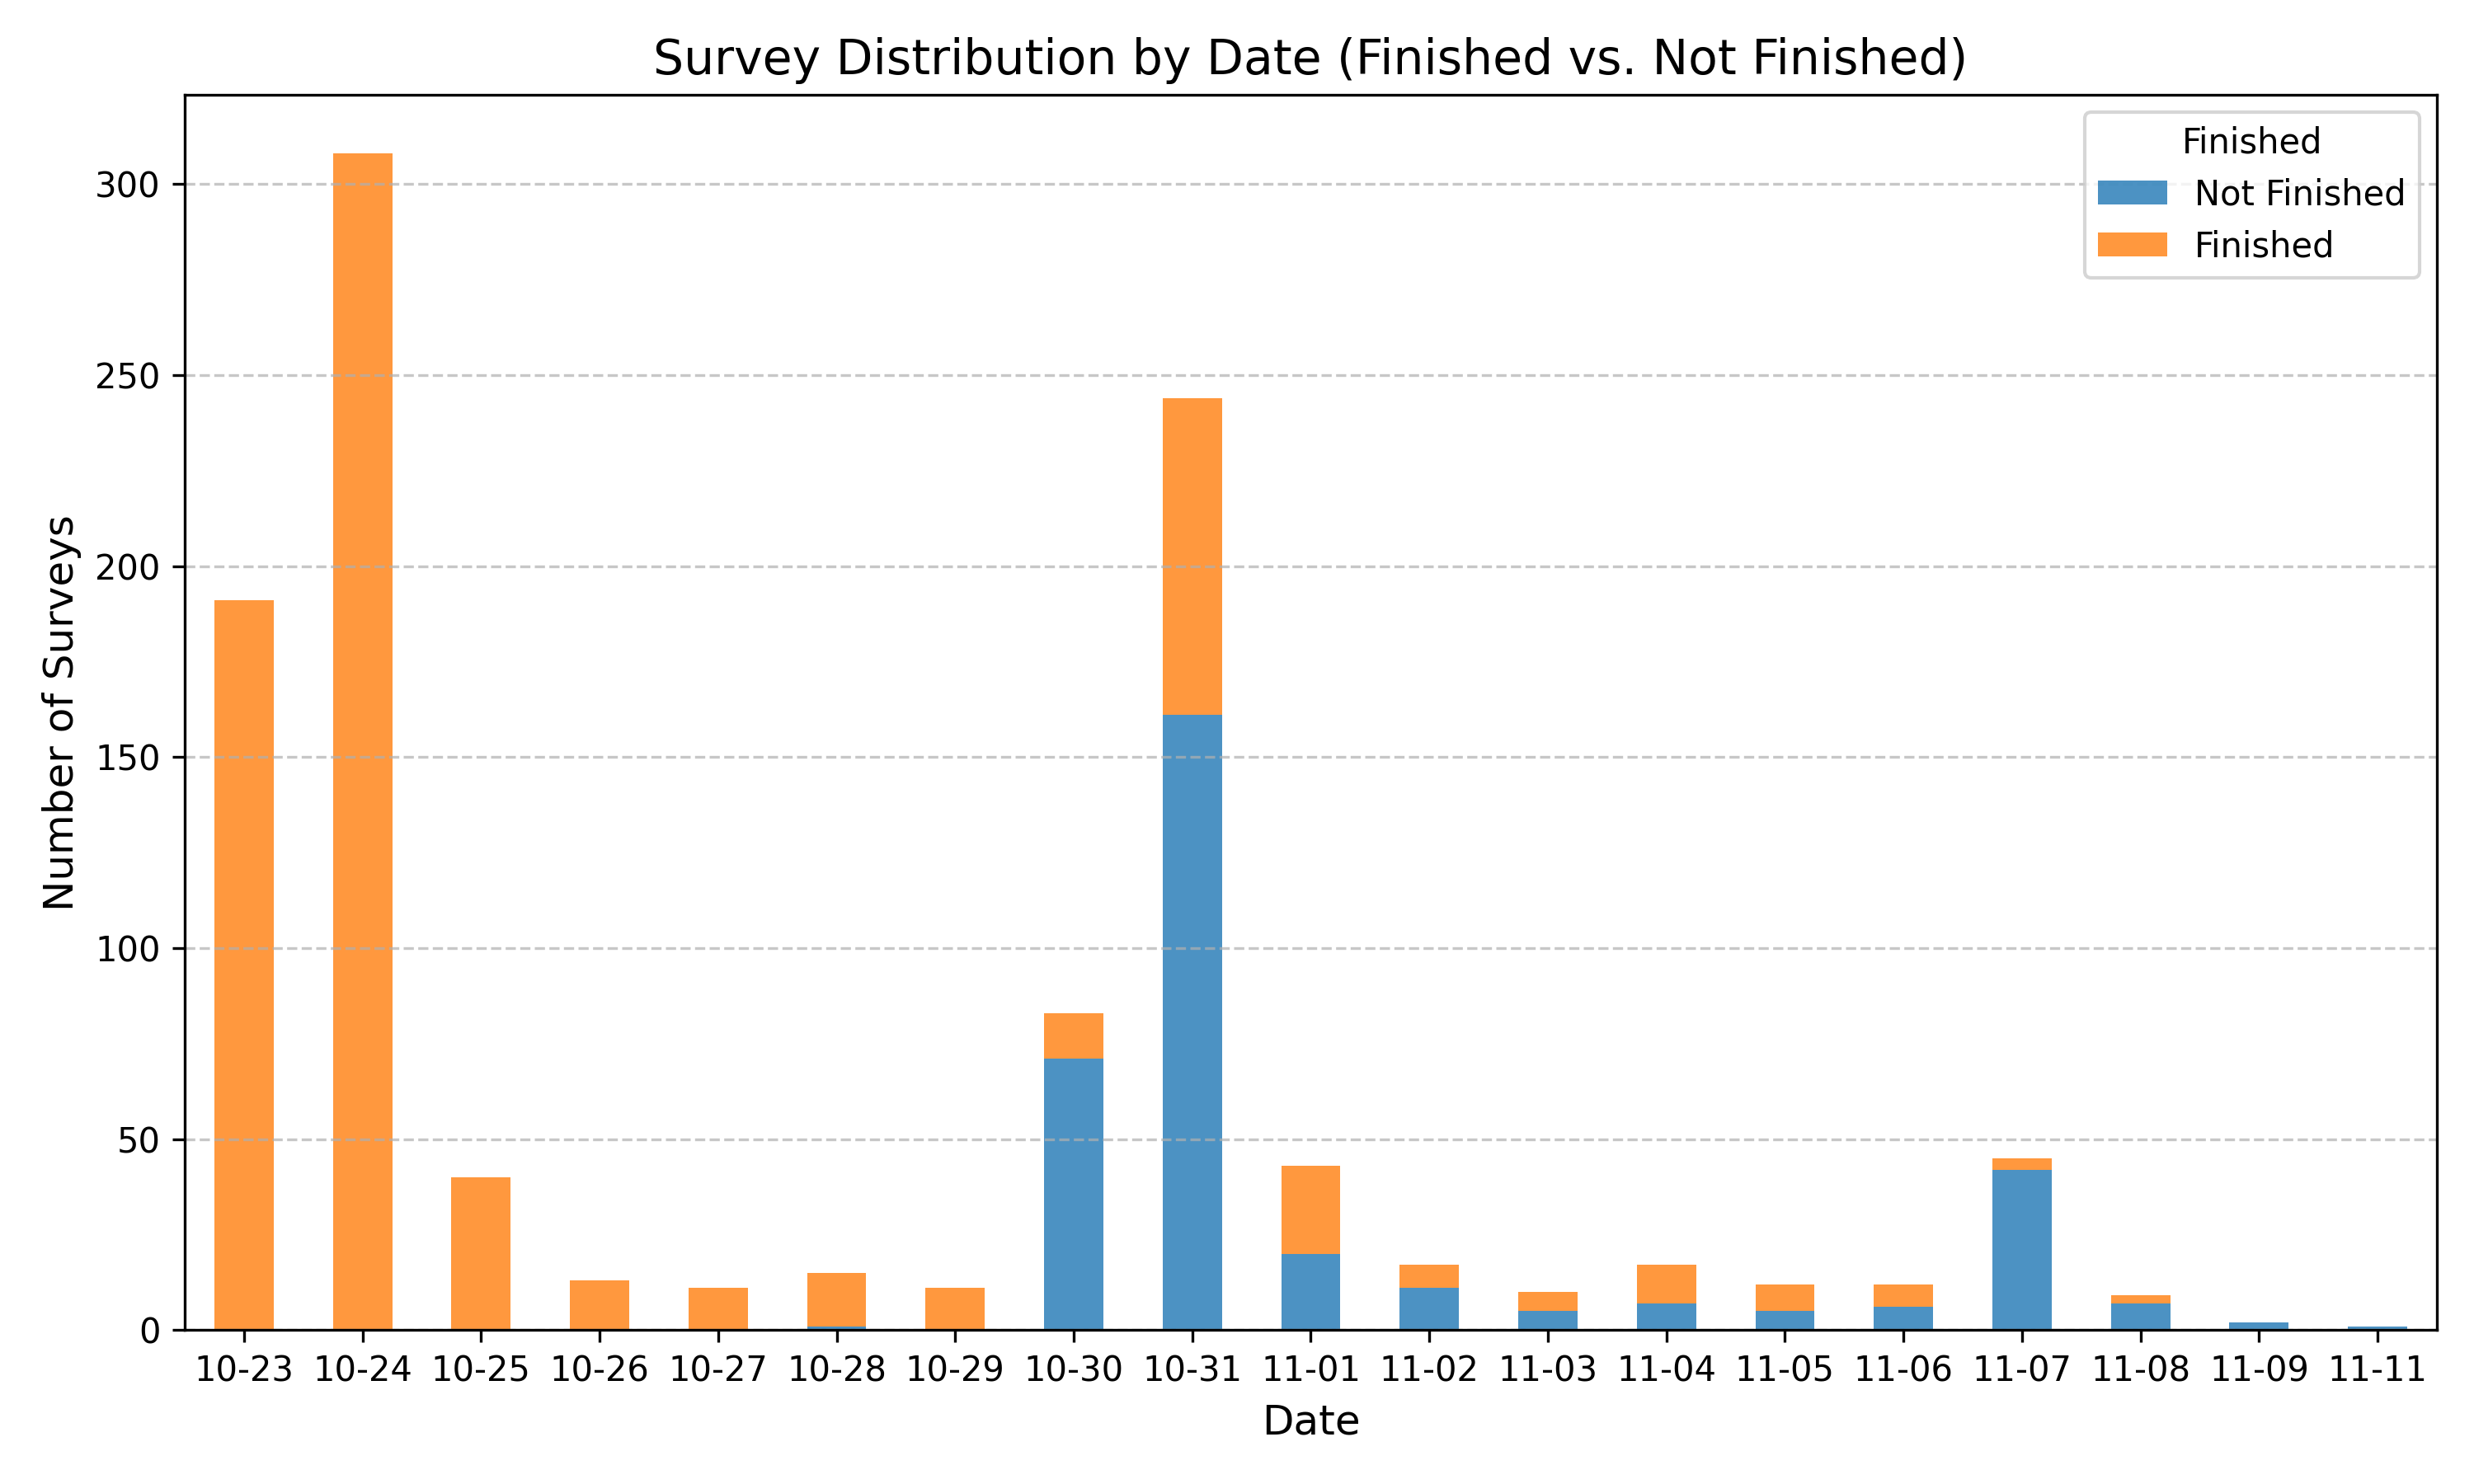 Survey Distribution by Date (Finished vs. Not Finished)
Finished
Not Finished
Finished
Number of Surveys
300
250
200
150
100
50
0
10-23 10-24 10-25 10-26 10-27 10-28 10-29 10-30 10-31 11-01 11-02 11-03 11-04 11-05 11-06 11-07 11-08 11-09 11-11
Date